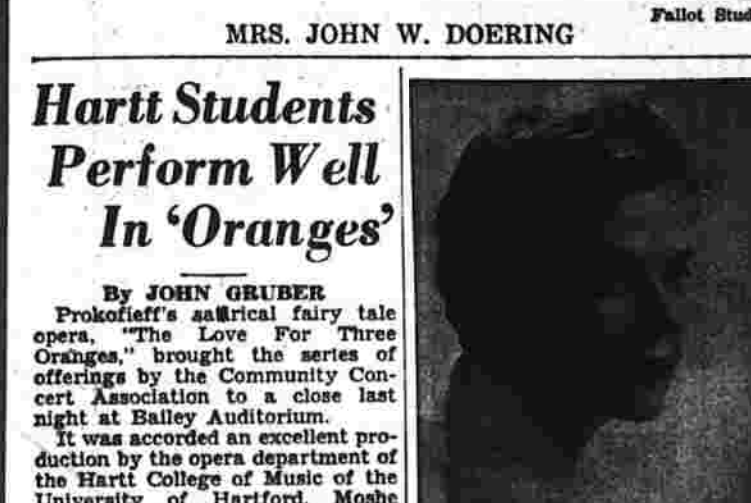 Fallot Stud
MRS. JOHN W. DOERING
Hartt Students
Perform Well
In ‘Oranges’
By JOHN GRUBER
Prokofieff's satirical fairy tale
opera, "The Love For Three
Oranges," brought the series of
offerings by the Community Con-
cert Association to a close last
night at Bailey Auditorium.
It was accorded an excellent pro-
duction by the opera department of
the Hartt College of Music of the
University of Hartford. Moshe